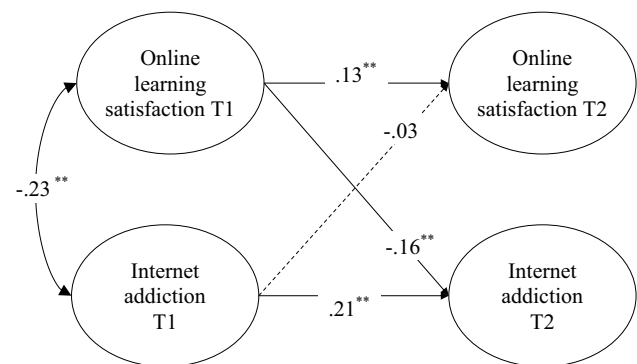 Online
learning
satisfaction T1
Online
learning
satisfaction T2
.13**
-.03
-.23 **
-.16**
.21**
Internet
addiction
T1
Internet
addiction
T2